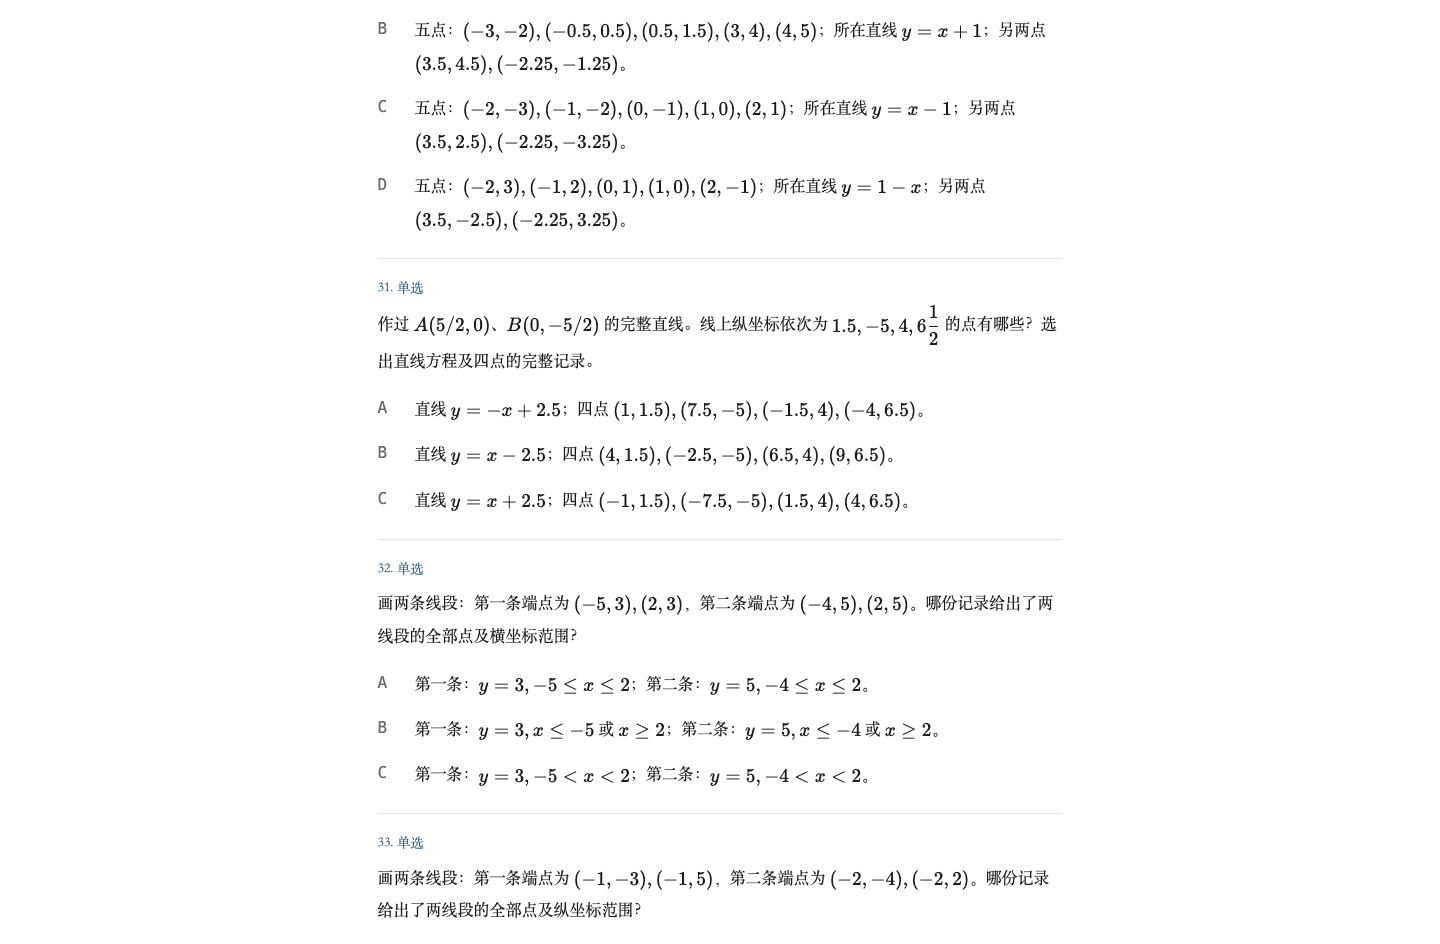 B 五点：(−3, −2), (−0.5, 0.5), (0.5, 1.5), (3, 4), (4, 5)；所在直线 y = x + 1；另两点
(3.5, 4.5), (−2.25, −1.25)。
C 五点：(−2, −3), (−1, −2), (0, −1), (1, 0), (2, 1)；所在直线 y = x − 1；另两点
(3.5, 2.5), (−2.25, −3.25)。
D 五点：(−2, 3), (−1, 2), (0, 1), (1, 0), (2, −1)；所在直线 y = 1 − x；另两点
(3.5, −2.5), (−2.25, 3.25)。
31. 单选
作过 A(5/2, 0)、B(0, −5/2) 的完整直线。线上纵坐标依次为 1.5, −5, 4, 6\frac{1}{2} 的点有哪些？选
出直线方程及四点的完整记录。
A 直线 y = −x + 2.5；四点 (1, 1.5), (7.5, −5), (−1.5, 4), (−4, 6.5)。
B 直线 y = x − 2.5；四点 (4, 1.5), (−2.5, −5), (6.5, 4), (9, 6.5)。
C 直线 y = x + 2.5；四点 (−1, 1.5), (−7.5, −5), (1.5, 4), (4, 6.5)。
32. 单选
画两条线段：第一条端点为 (−5, 3), (2, 3)，第二条端点为 (−4, 5), (2, 5)。哪份记录给出了两
线段的全部点及横坐标范围？
A 第一条：y = 3, −5 ≤ x ≤ 2；第二条：y = 5, −4 ≤ x ≤ 2。
B 第一条：y = 3, x ≤ −5 或 x ≥ 2；第二条：y = 5, x ≤ −4 或 x ≥ 2。
C 第一条：y = 3, −5 < x < 2；第二条：y = 5, −4 < x < 2。
33. 单选
画两条线段：第一条端点为 (−1, −3), (−1, 5)，第二条端点为 (−2, −4), (−2, 2)。哪份记录
给出了两线段的全部点及纵坐标范围？